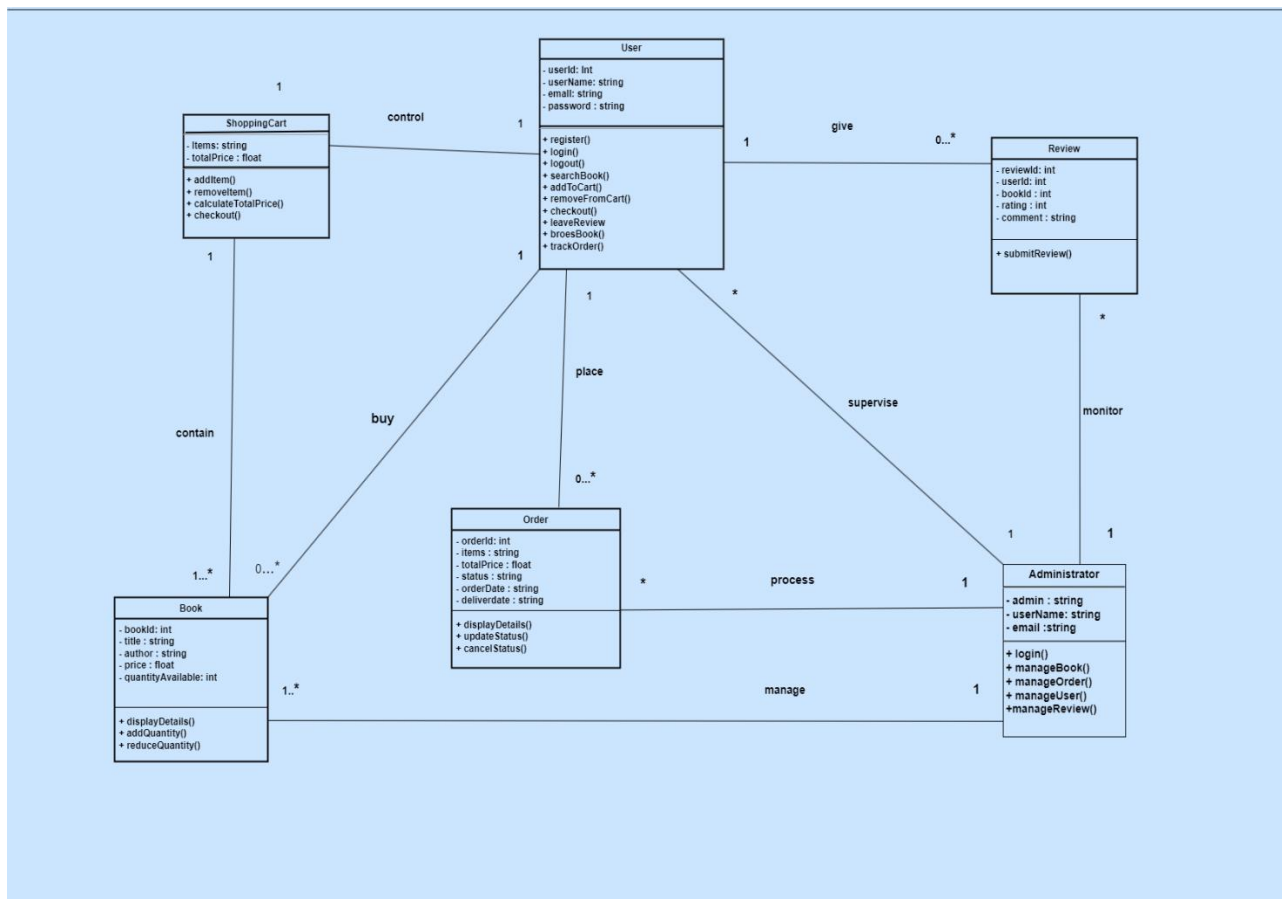 User
- userId: Int
- userName: string
- email: string
- password : string
+ register()
+ login()
+ logout()
+ searchBook()
+ addToCart()
+ removeFromCart()
+ checkout()
+ leaveReview
+ broesBook()
+ trackOrder()
1
control
1
ShoppingCart
- Items: string
- totalPrice : float
+ addItem()
+ removeItem()
+ calculateTotalPrice()
+ checkout()
give
1
0...*
Review
- reviewId: int
- userId: int
- bookId : int
- rating : int
- comment : string
+ submitReview()
1
contain
1...*
1
buy
0...*
1
place
0...*
*
supervise
1
*
monitor
1
Order
- orderId: int
- items : string
- totalPrice : float
- status : string
- orderDate : string
- deliverdate : string
+ displayDetails()
+ updateStatus()
+ cancelStatus()
*
process
1
Administrator
- admin : string
- userName: string
- email :string
+ login()
+ manageBook()
+ manageOrder()
+ manageUser()
+manageReview()
Book
- bookId: int
- title : string
- author : string
- price : float
- quantityAvailable: int
+ displayDetails()
+ addQuantity()
+ reduceQuantity()
1..*
manage
1